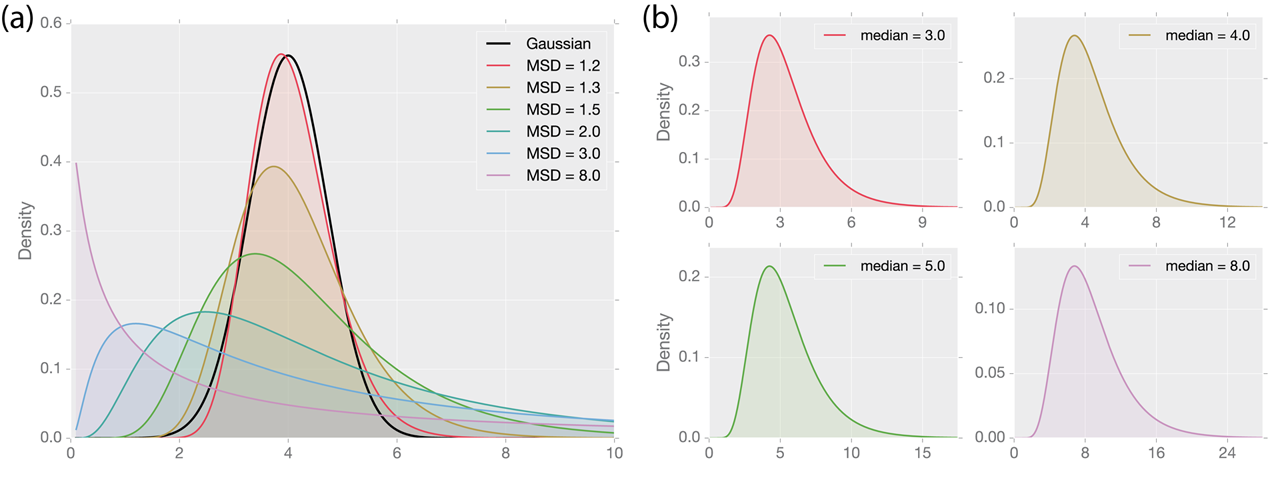 (a)
0.6
0.5
0.4
0.3
0.2
0.1
0.0
Density
0 2 4 6 8 10
Gaussian
MSD = 1.2
MSD = 1.3
MSD = 1.5
MSD = 2.0
MSD = 3.0
MSD = 8.0
(b)
median = 3.0
0.3
0.2
0.1
0.0
Density
0 3 6 9
median = 4.0
0.2
0.1
0.0
0 4 8 12
median = 5.0
0.2
0.1
0.0
Density
0 5 10 15
median = 8.0
0.10
0.05
0.00
0 8 16 24